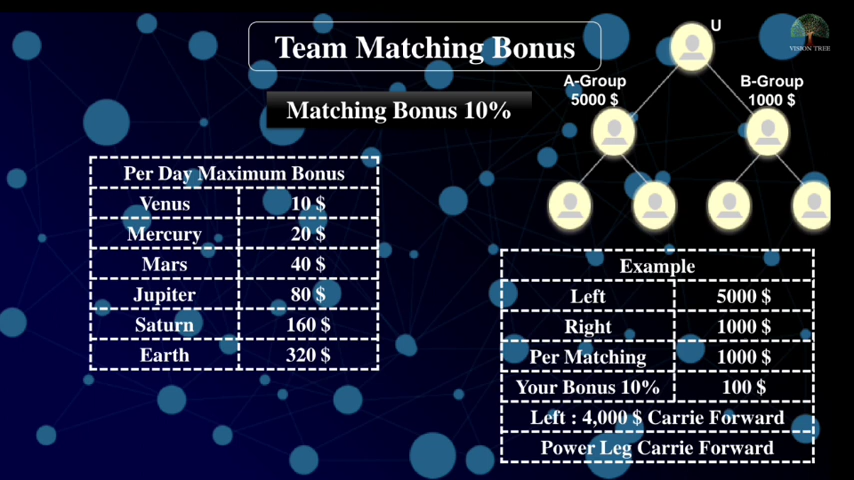 Team Matching Bonus
Matching Bonus 10%
U
VISION TREE
A-Group
5000 $
B-Group
1000 $
Per Day Maximum Bonus
Venus 10 $
Mercury 20 $
Mars 40 $
Jupiter 80 $
Saturn 160 $
Earth 320 $
Example
Left 5000 $
Right 1000 $
Per Matching 1000 $
Your Bonus 10% 100 $
Left : 4,000 $ Carrie Forward
Power Leg Carrie Forward